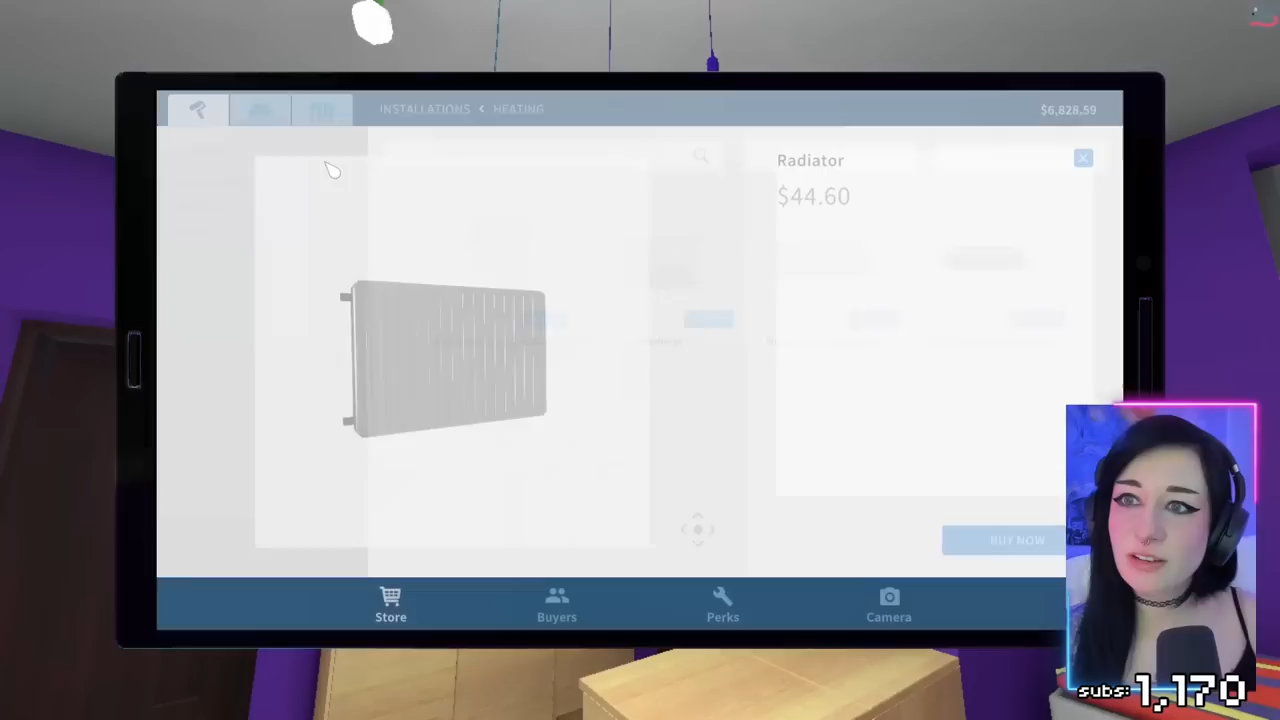 INSTALLATIONS < HEATING
$6,828,59
Radiator
$44.60
BUY NOW
Store
Buyers
Perks
Camera
subs: 1,170